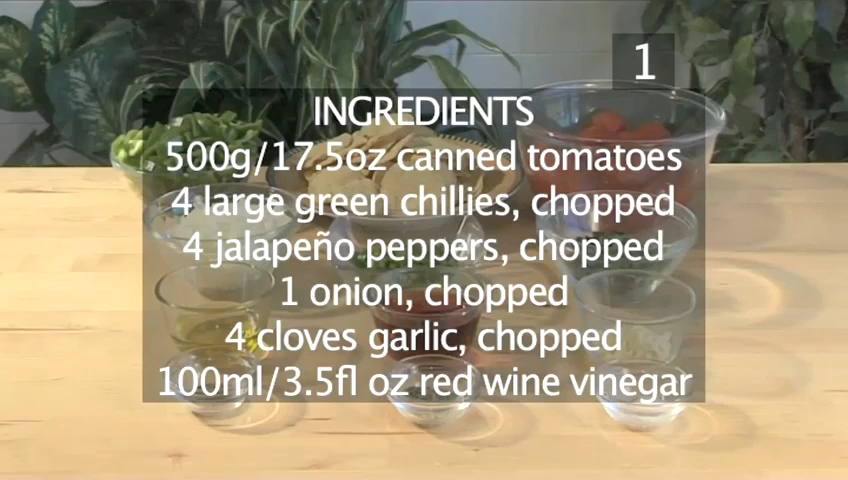 1
INGREDIENTS
500g/17.5oz canned tomatoes
4 large green chillies, chopped
4 jalapeño peppers, chopped
1 onion, chopped
4 cloves garlic, chopped
100ml/3.5fl oz red wine vinegar